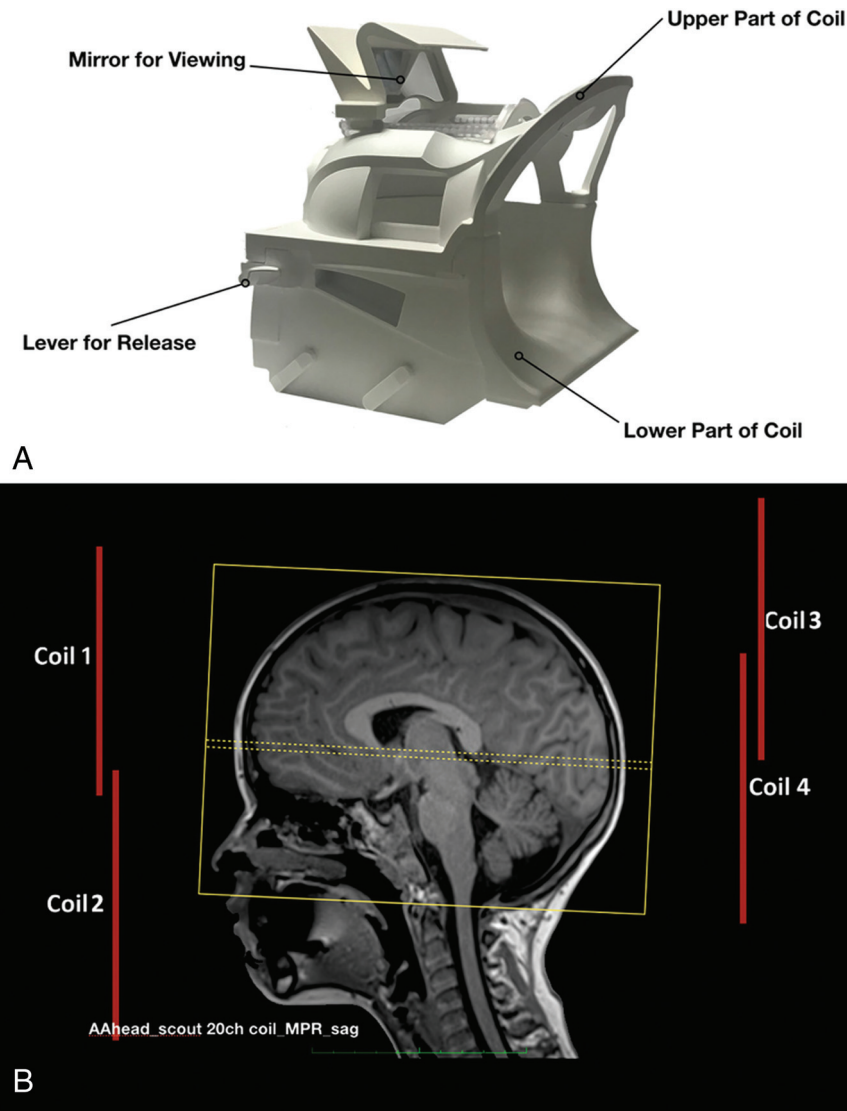 Upper Part of Coil
Mirror for Viewing
Lever for Release
Lower Part of Coil
A
Coil 1
Coil 3
Coil 4
Coil 2
AAhead_scout 20ch coil_MPR_sag
B